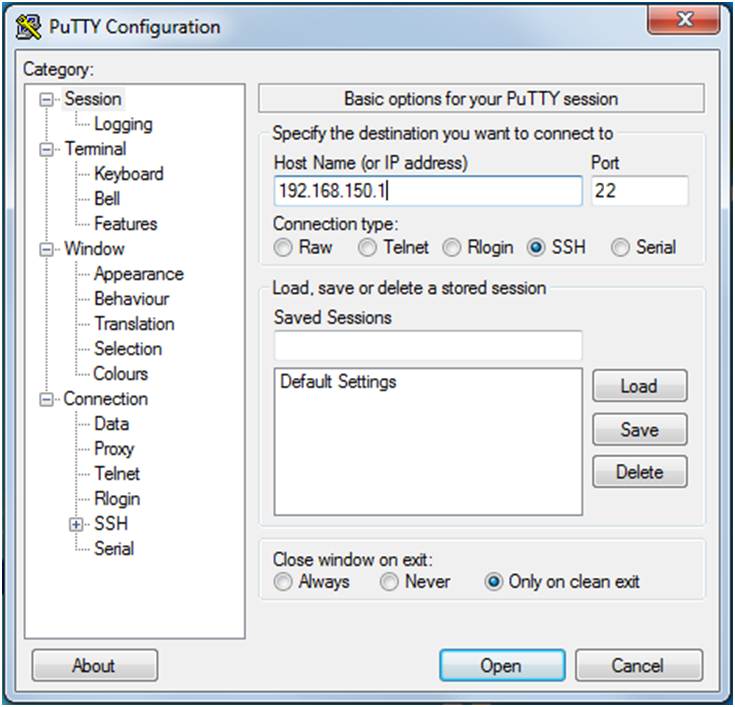 PuTTY Configuration
Category:
Session
Logging
Terminal
Keyboard
Bell
Features
Window
Appearance
Behaviour
Translation
Selection
Colours
Connection
Data
Proxy
Telnet
Rlogin
SSH
Serial
Basic options for your PuTTY session
Specify the destination you want to connect to
Host Name (or IP address) Port
192.168.150.1 22
Connection type:
Raw Telnet Rlogin SSH Serial
Load, save or delete a stored session
Saved Sessions
Default Settings
Load
Save
Delete
Close window on exit:
Always Never Only on clean exit
About Open Cancel